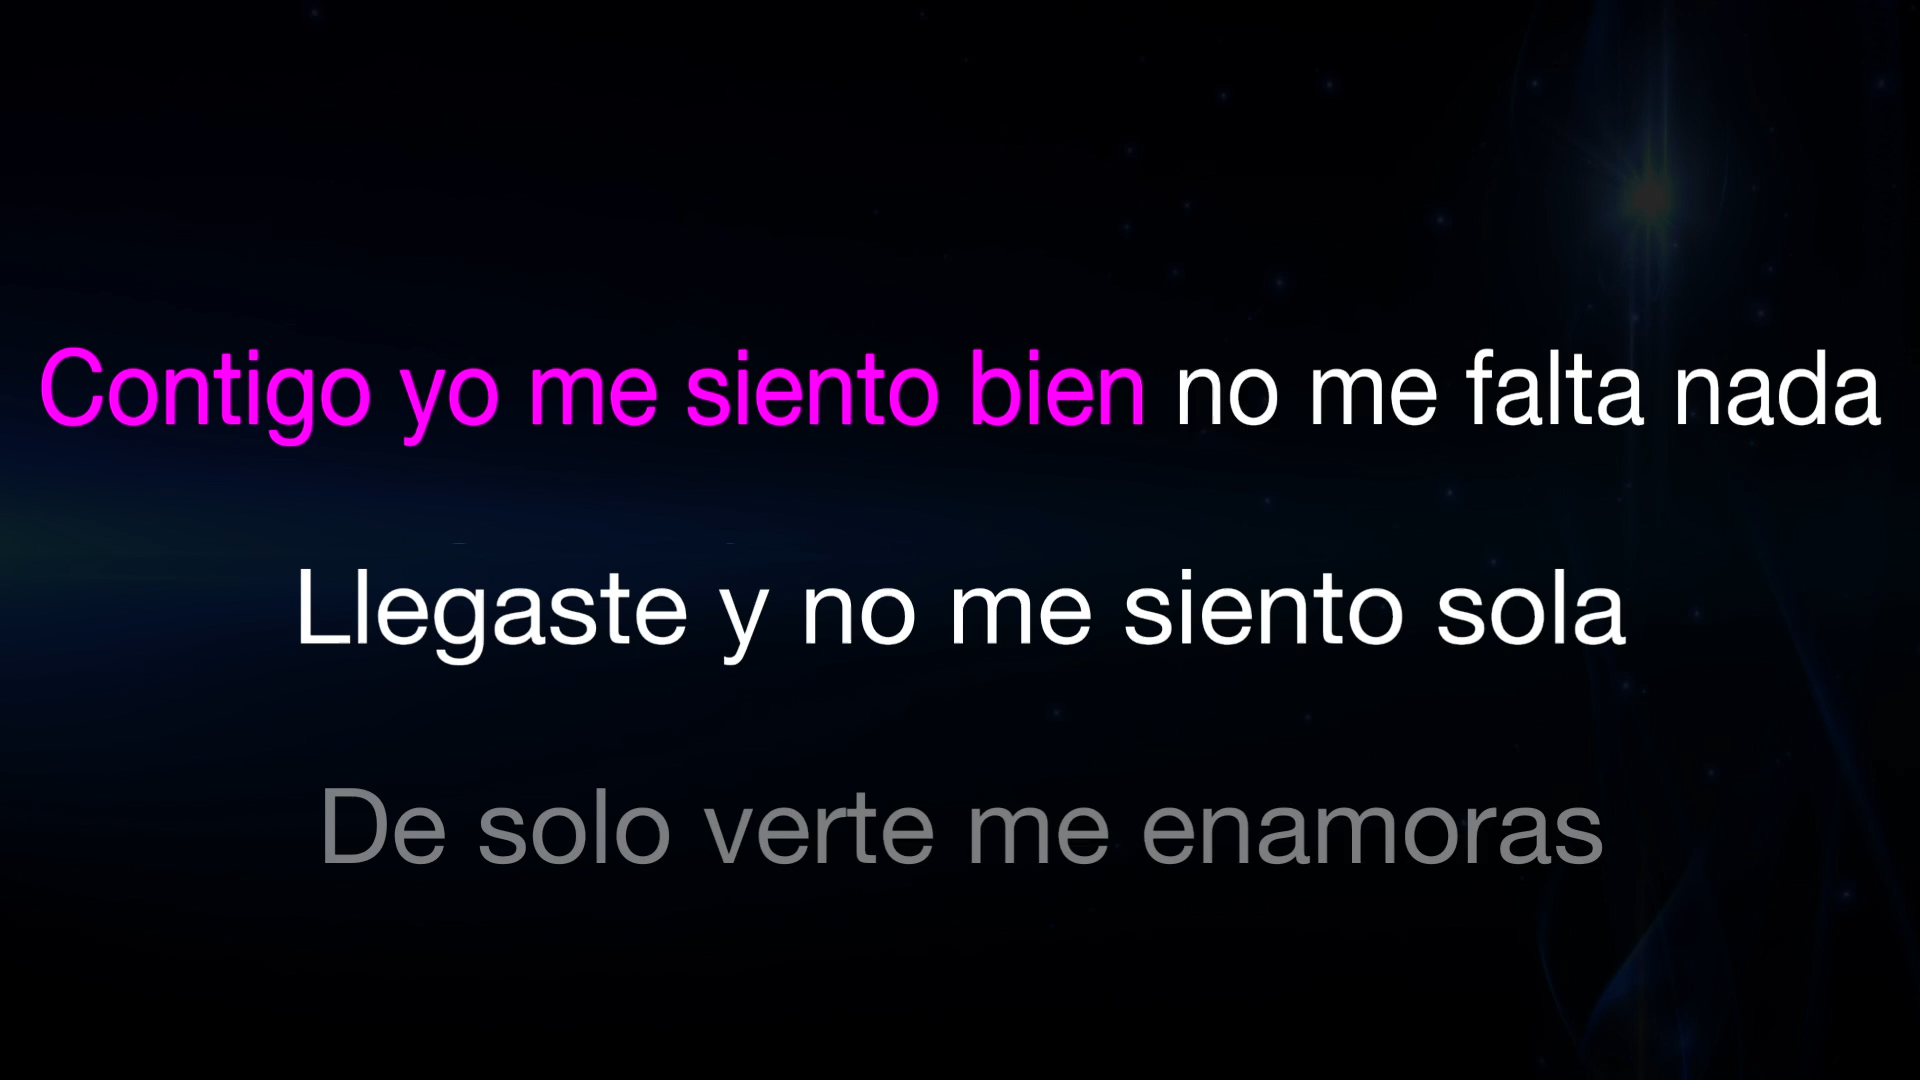 Contigo yo me siento bien no me falta nada
Llegaste y no me siento sola
De solo verte me enamoras